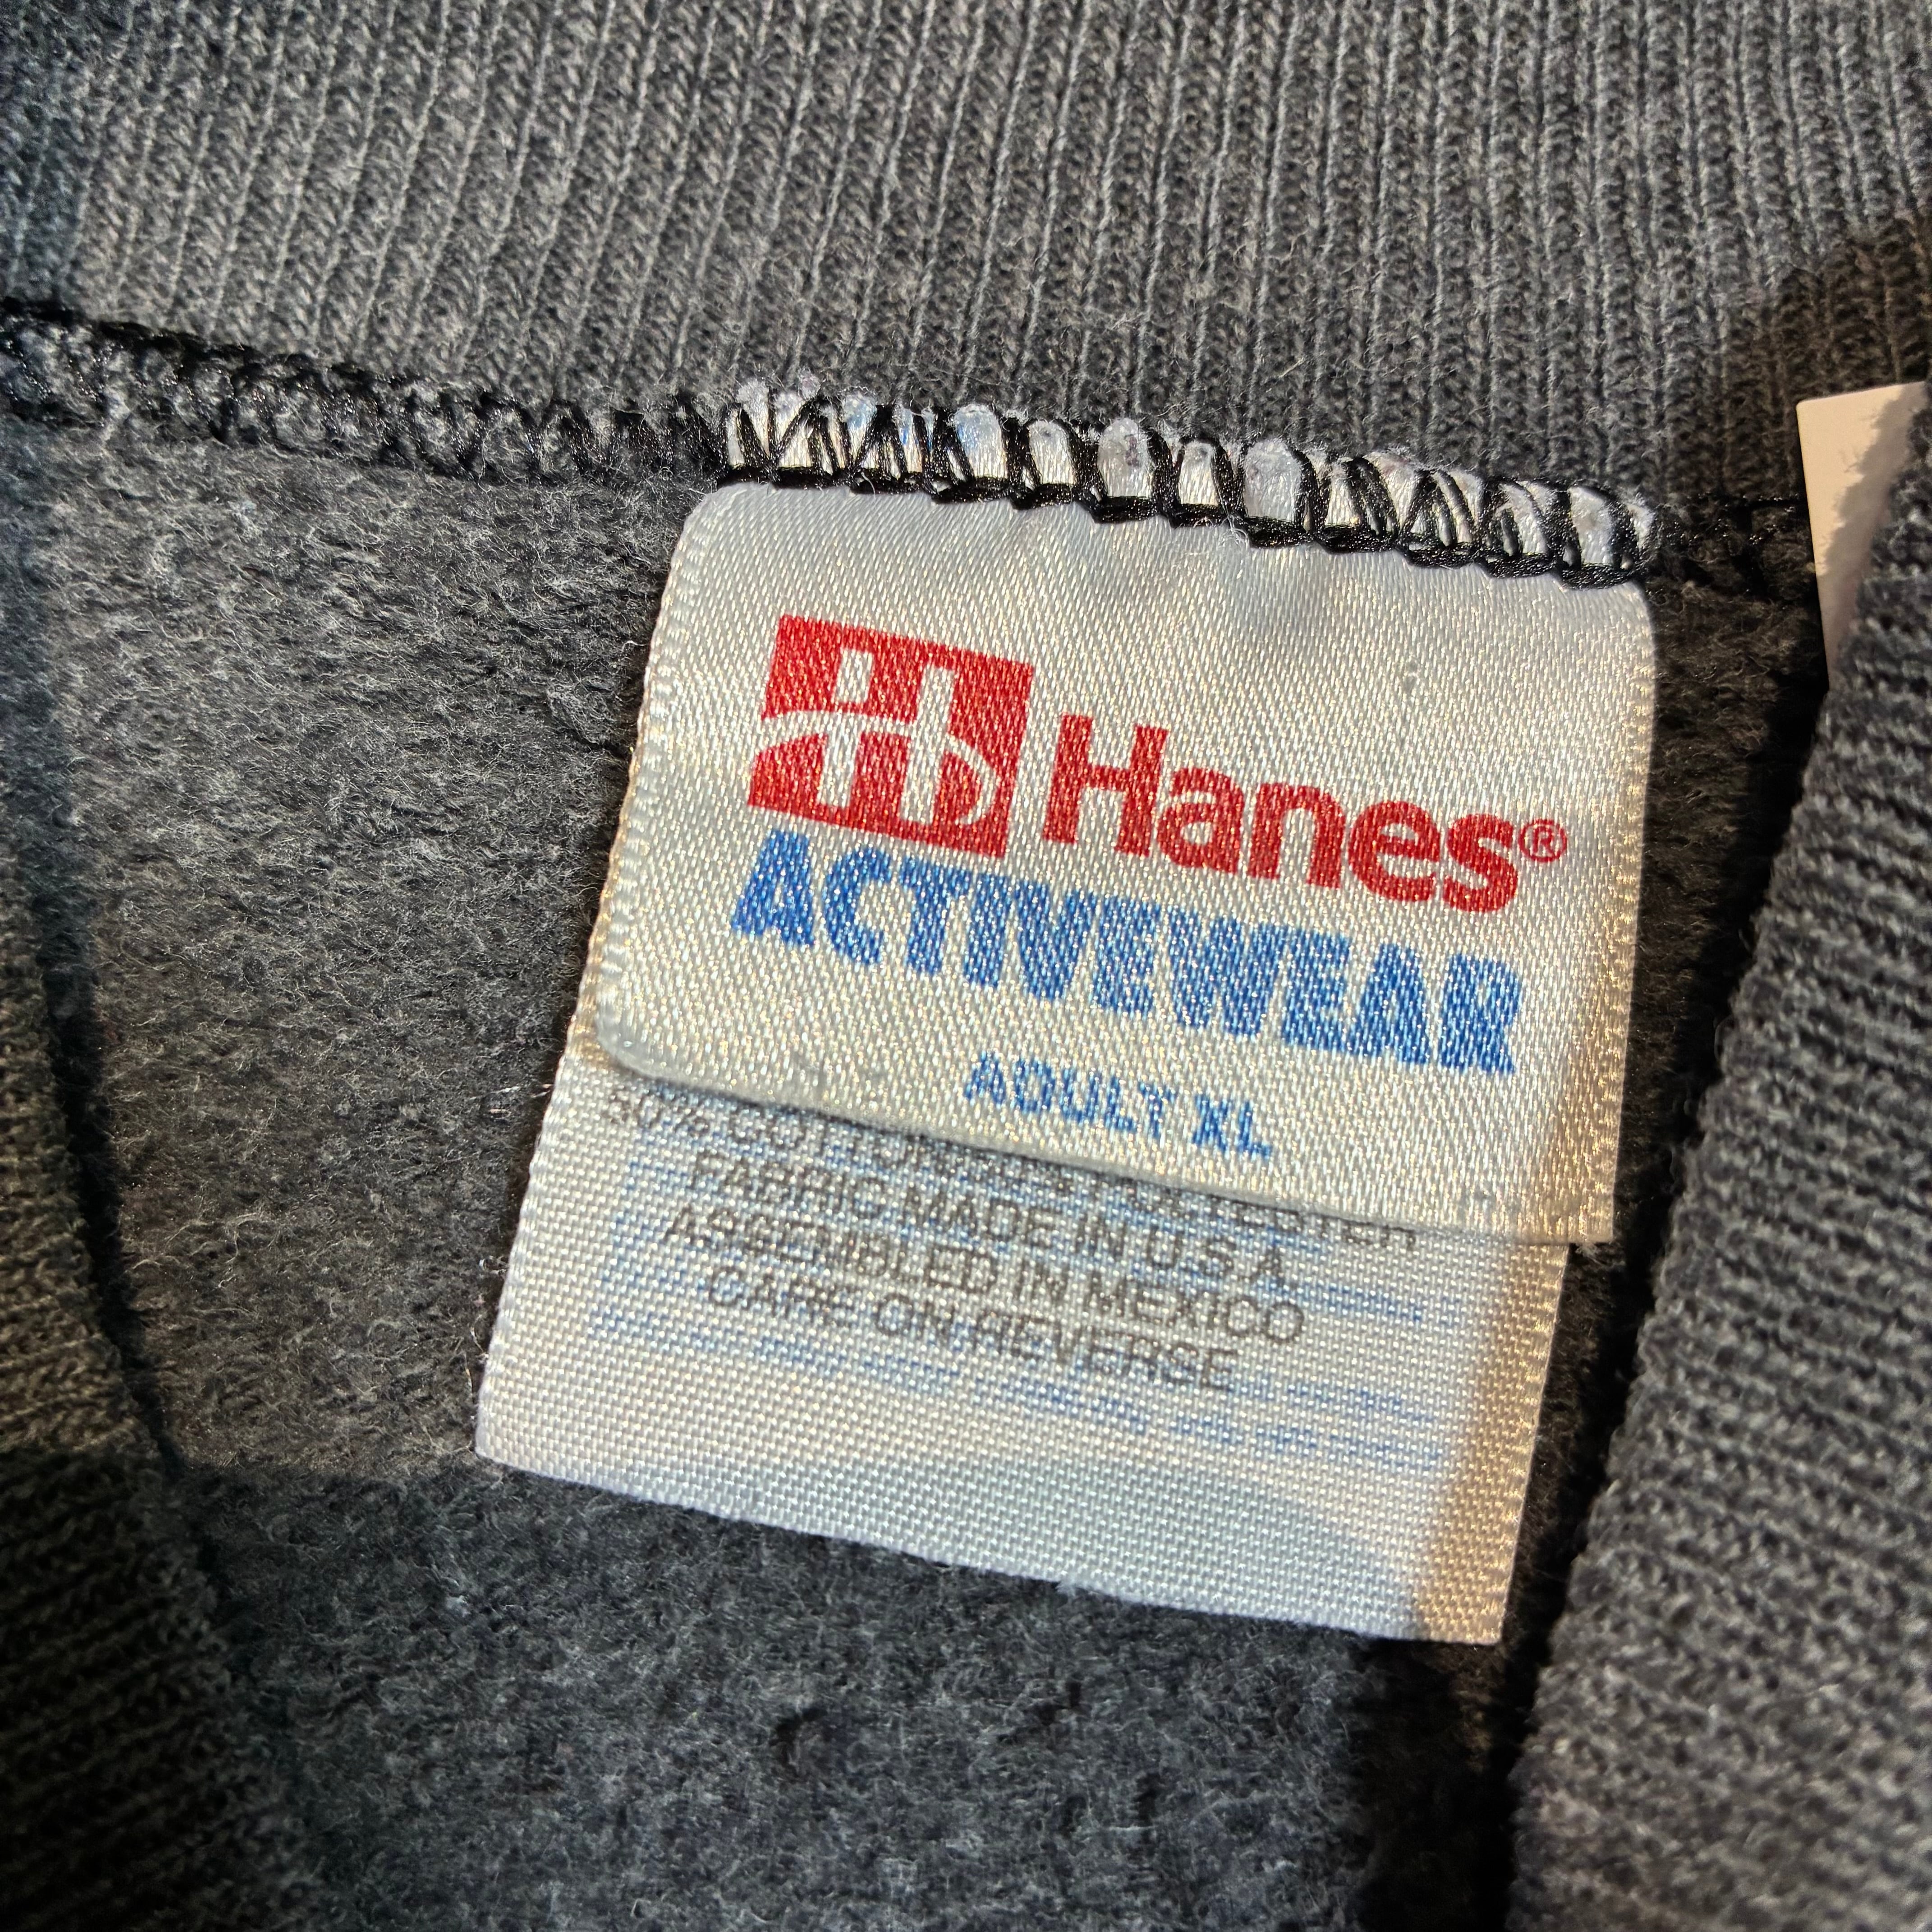 Hanes®
ACTIVEWEAR
ADULT XL
FABRIC MADE IN U.S.A
ASSEMBLED IN MEXICO
CARE ON REVERSE